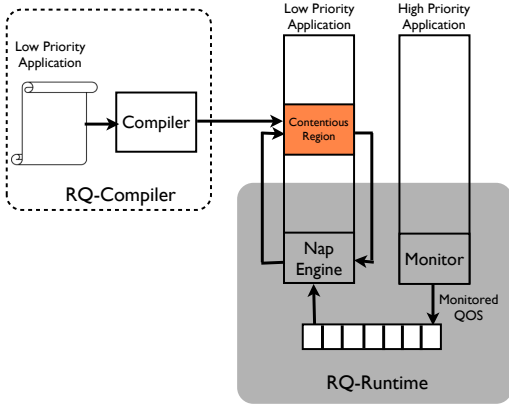 Low Priority
Application
High Priority
Application
Low Priority
Application
Compiler
Contentious
Region
RQ-Compiler
Nap
Engine
Monitor
Monitored
QOS
RQ-Runtime